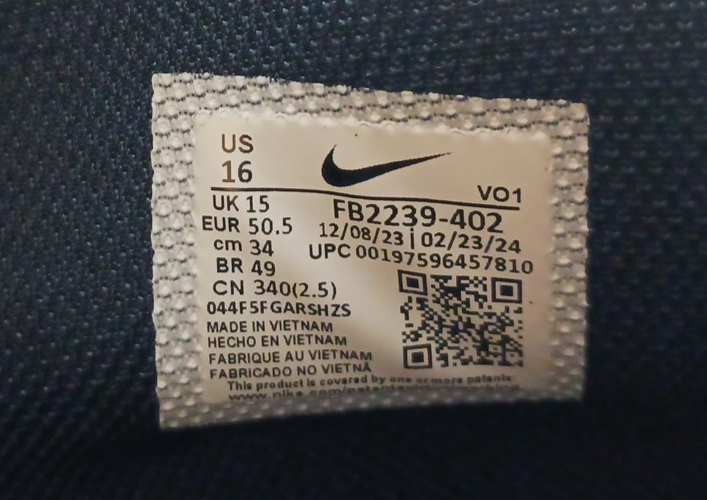 US
16
VO1
UK 15
FB2239-402
EUR 50.5
12/08/23 | 02/23/24
cm 34
UPC 00197596457810
BR 49
CN 340(2.5)
044F5FGARSHZS
MADE IN VIETNAM
HECHO EN VIETNAM
FABRIQUE AU VIETNAM
FABRICADO NO VIETNÃ
This product is covered by one or more patents: